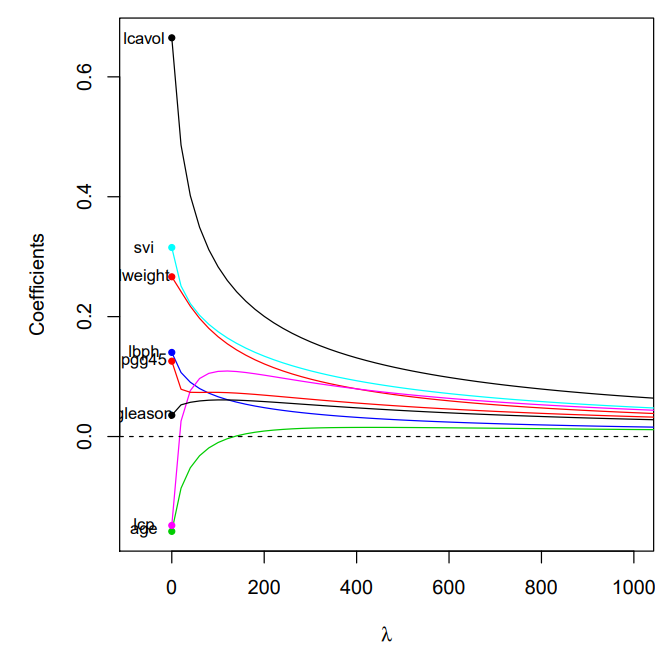 lcavol
svi
lweight
lbph
pgg45
gleason
lcp
age
Coefficients
0.6
0.4
0.2
0.0
0
200
400
600
800
1000
λ